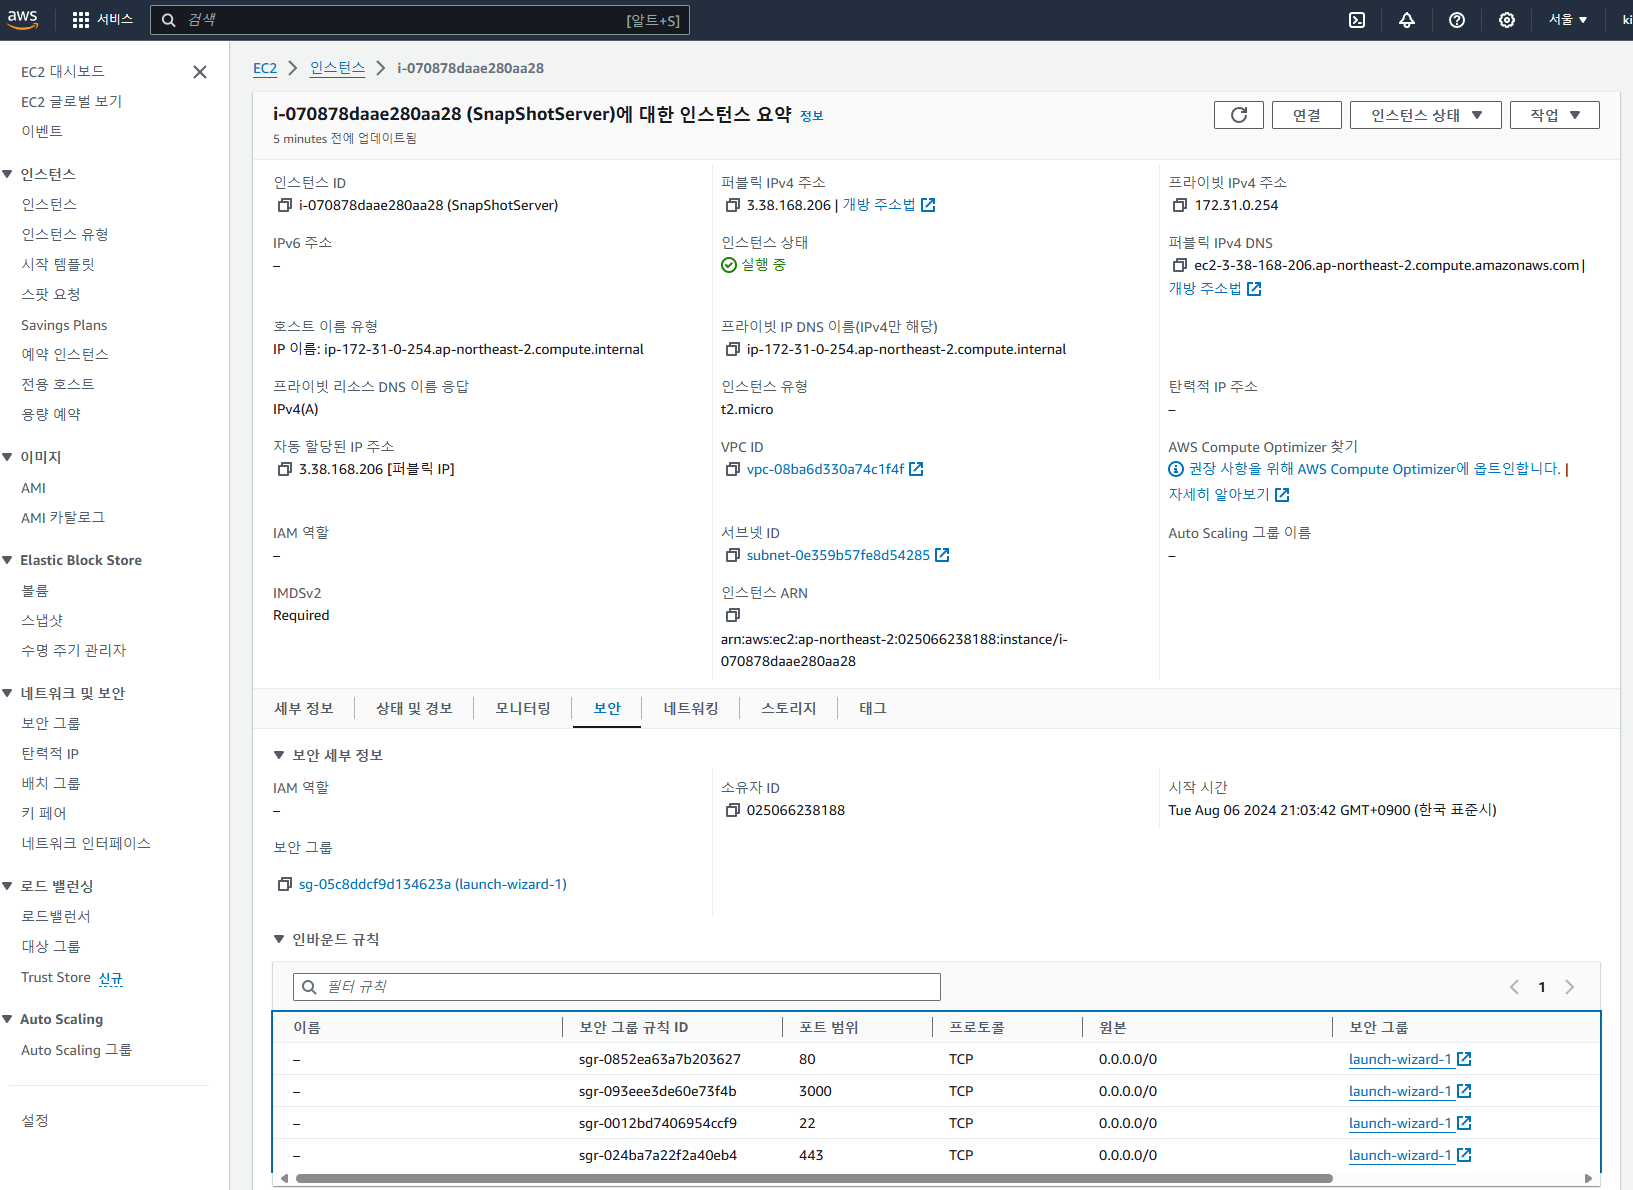 aws 서비스 검색 [알트+S] 서울 ki
EC2 대시보드
EC2 글로벌 보기
이벤트
인스턴스
인스턴스
인스턴스 유형
시작 템플릿
스팟 요청
Savings Plans
예약 인스턴스
전용 호스트
용량 예약
이미지
AMI
AMI 카탈로그
Elastic Block Store
볼륨
스냅샷
수명 주기 관리자
네트워크 및 보안
보안 그룹
탄력적 IP
배치 그룹
키 페어
네트워크 인터페이스
로드 밸런싱
로드밸런서
대상 그룹
Trust Store 신규
Auto Scaling
Auto Scaling 그룹
설정
EC2 인스턴스 i-070878daae280aa28
i-070878daae280aa28 (SnapShotServer)에 대한 인스턴스 요약 정보
5 minutes 전에 업데이트됨
연결 인스턴스 상태 작업
인스턴스 ID
i-070878daae280aa28 (SnapShotServer)
퍼블릭 IPv4 주소
3.38.168.206 | 개방 주소법
프라이빗 IPv4 주소
172.31.0.254
IPv6 주소
–
인스턴스 상태
실행 중
퍼블릭 IPv4 DNS
ec2-3-38-168-206.ap-northeast-2.compute.amazonaws.com |
개방 주소법
호스트 이름 유형
IP 이름: ip-172-31-0-254.ap-northeast-2.compute.internal
프라이빗 IP DNS 이름(IPv4만 해당)
ip-172-31-0-254.ap-northeast-2.compute.internal
프라이빗 리소스 DNS 이름 응답
IPv4(A)
인스턴스 유형
t2.micro
탄력적 IP 주소
–
자동 할당된 IP 주소
3.38.168.206 [퍼블릭 IP]
VPC ID
vpc-08ba6d330a74c1f4f
AWS Compute Optimizer 찾기
권장 사항을 위해 AWS Compute Optimizer에 옵트인합니다. |
자세히 알아보기
IAM 역할
–
서브넷 ID
subnet-0e359b57fe8d54285
Auto Scaling 그룹 이름
–
IMDSv2
Required
인스턴스 ARN
arn:aws:ec2:ap-northeast-2:025066238188:instance/i-
070878daae280aa28
세부 정보 상태 및 경보 모니터링 보안 네트워킹 스토리지 태그
보안 세부 정보
IAM 역할
–
소유자 ID
025066238188
시작 시간
Tue Aug 06 2024 21:03:42 GMT+0900 (한국 표준시)
보안 그룹
sg-05c8ddcf9d134623a (launch-wizard-1)
인바운드 규칙
필터 규칙 1
이름 보안 그룹 규칙 ID 포트 범위 프로토콜 원본 보안 그룹
– sgr-0852ea63a7b203627 80 TCP 0.0.0.0/0 launch-wizard-1
– sgr-093eee3de60e73f4b 3000 TCP 0.0.0.0/0 launch-wizard-1
– sgr-0012bd7406954ccf9 22 TCP 0.0.0.0/0 launch-wizard-1
– sgr-024ba7a22f2a40eb4 443 TCP 0.0.0.0/0 launch-wizard-1